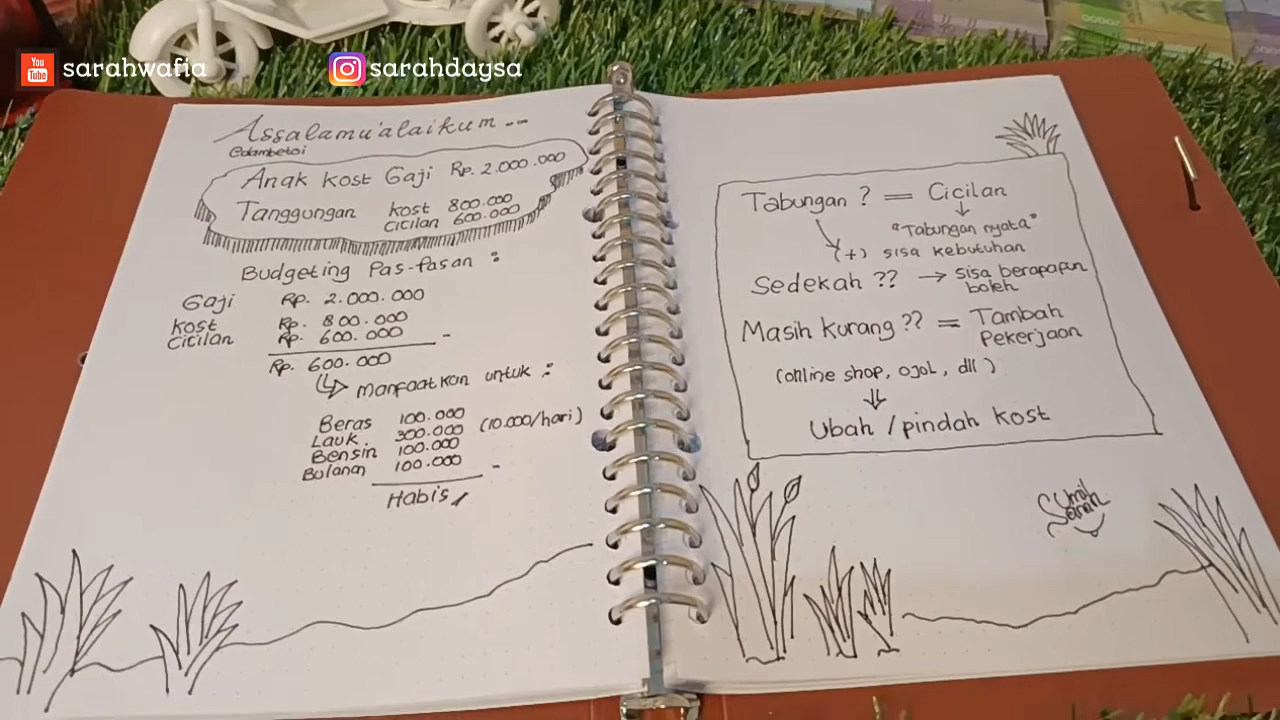 You Tube sarahwafia
sarahdaysa
Assalamu'alaikum ...
Anak kost Gaji Rp. 2.000.000
Tanggungan kost 800.000
Cicilan 600.000
Budgeting Pas-Pasan :
Gaji Rp. 2.000.000
Kost Rp. 800.000
Cicilan Rp. 600.000 -
Rp. 600.000
↳ Manfaatkan untuk :
Beras 100.000
Lauk. 300.000 (10.000/hari)
Bensin 100.000
Bulanan 100.000 -
Habis
Tabungan ? = Cicilan
↓
"Tabungan nyata"
↘ (+) sisa kebutuhan
Sedekah ?? → sisa berapapun
boleh
Masih kurang ?? = Tambah
Pekerjaan
(online shop, ojol, dll)
⇓
Ubah / pindah kost
Sarah
10000